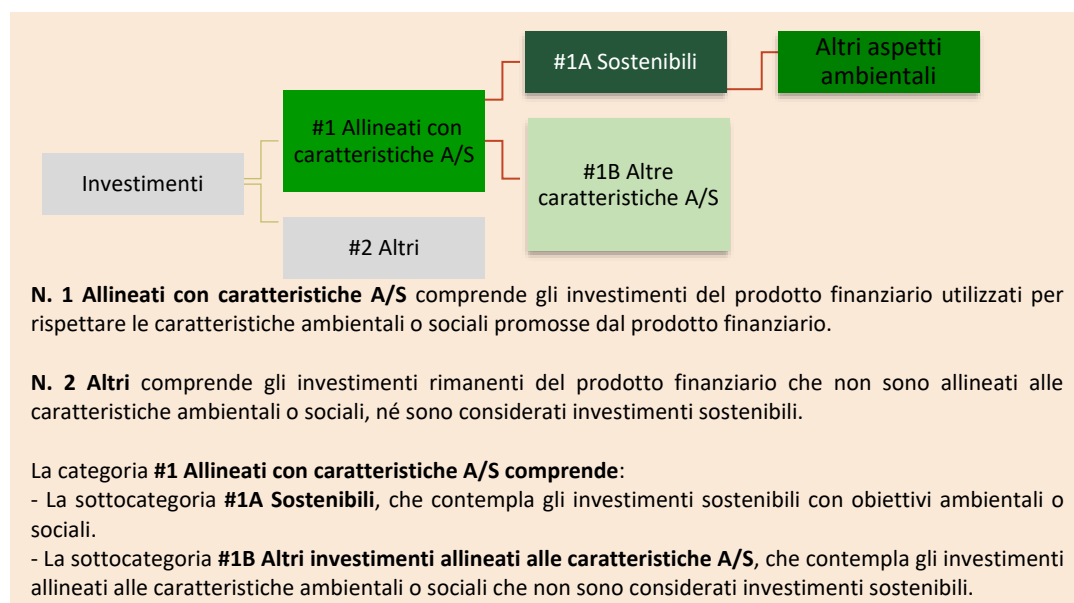 #1A Sostenibili
Altri aspetti
ambientali
#1 Allineati con
caratteristiche A/S
Investimenti
#1B Altre
caratteristiche A/S
#2 Altri
N. 1 Allineati con caratteristiche A/S comprende gli investimenti del prodotto finanziario utilizzati per
rispettare le caratteristiche ambientali o sociali promosse dal prodotto finanziario.
N. 2 Altri comprende gli investimenti rimanenti del prodotto finanziario che non sono allineati alle
caratteristiche ambientali o sociali, né sono considerati investimenti sostenibili.
La categoria #1 Allineati con caratteristiche A/S comprende:
- La sottocategoria #1A Sostenibili, che contempla gli investimenti sostenibili con obiettivi ambientali o
sociali.
- La sottocategoria #1B Altri investimenti allineati alle caratteristiche A/S, che contempla gli investimenti
allineati alle caratteristiche ambientali o sociali che non sono considerati investimenti sostenibili.